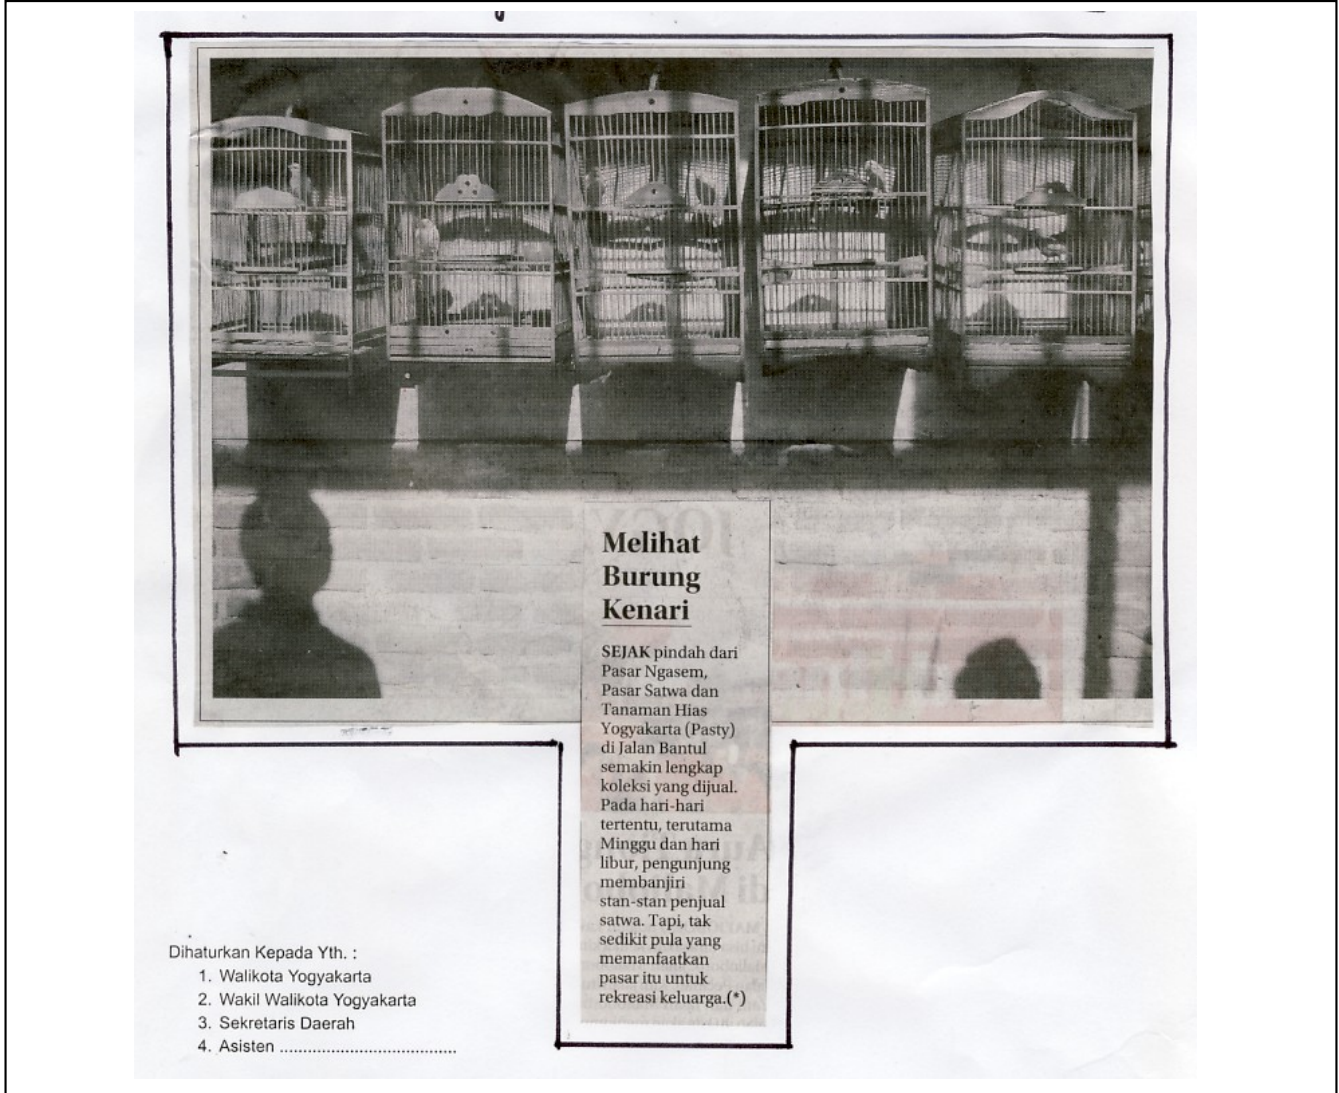 Melihat
Burung
Kenari
SEJAK pindah dari
Pasar Ngasem,
Pasar Satwa dan
Tanaman Hias
Yogyakarta (Pasty)
di Jalan Bantul
semakin lengkap
koleksi yang dijual.
Pada hari-hari
tertentu, terutama
Minggu dan hari
libur, pengunjung
membanjiri
stan-stan penjual
satwa. Tapi, tak
sedikit pula yang
memanfaatkan
pasar itu untuk
rekreasi keluarga.(*)
Dihaturkan Kepada Yth. :
1. Walikota Yogyakarta
2. Wakil Walikota Yogyakarta
3. Sekretaris Daerah
4. Asisten ......................................